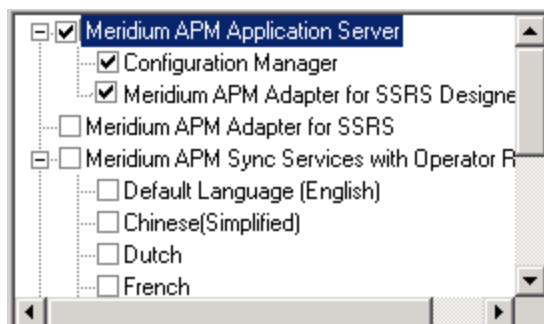 Meridium APM Application Server
Configuration Manager
Meridium APM Adapter for SSRS Designe
Meridium APM Adapter for SSRS
Meridium APM Sync Services with Operator R
Default Language (English)
Chinese(Simplified)
Dutch
French